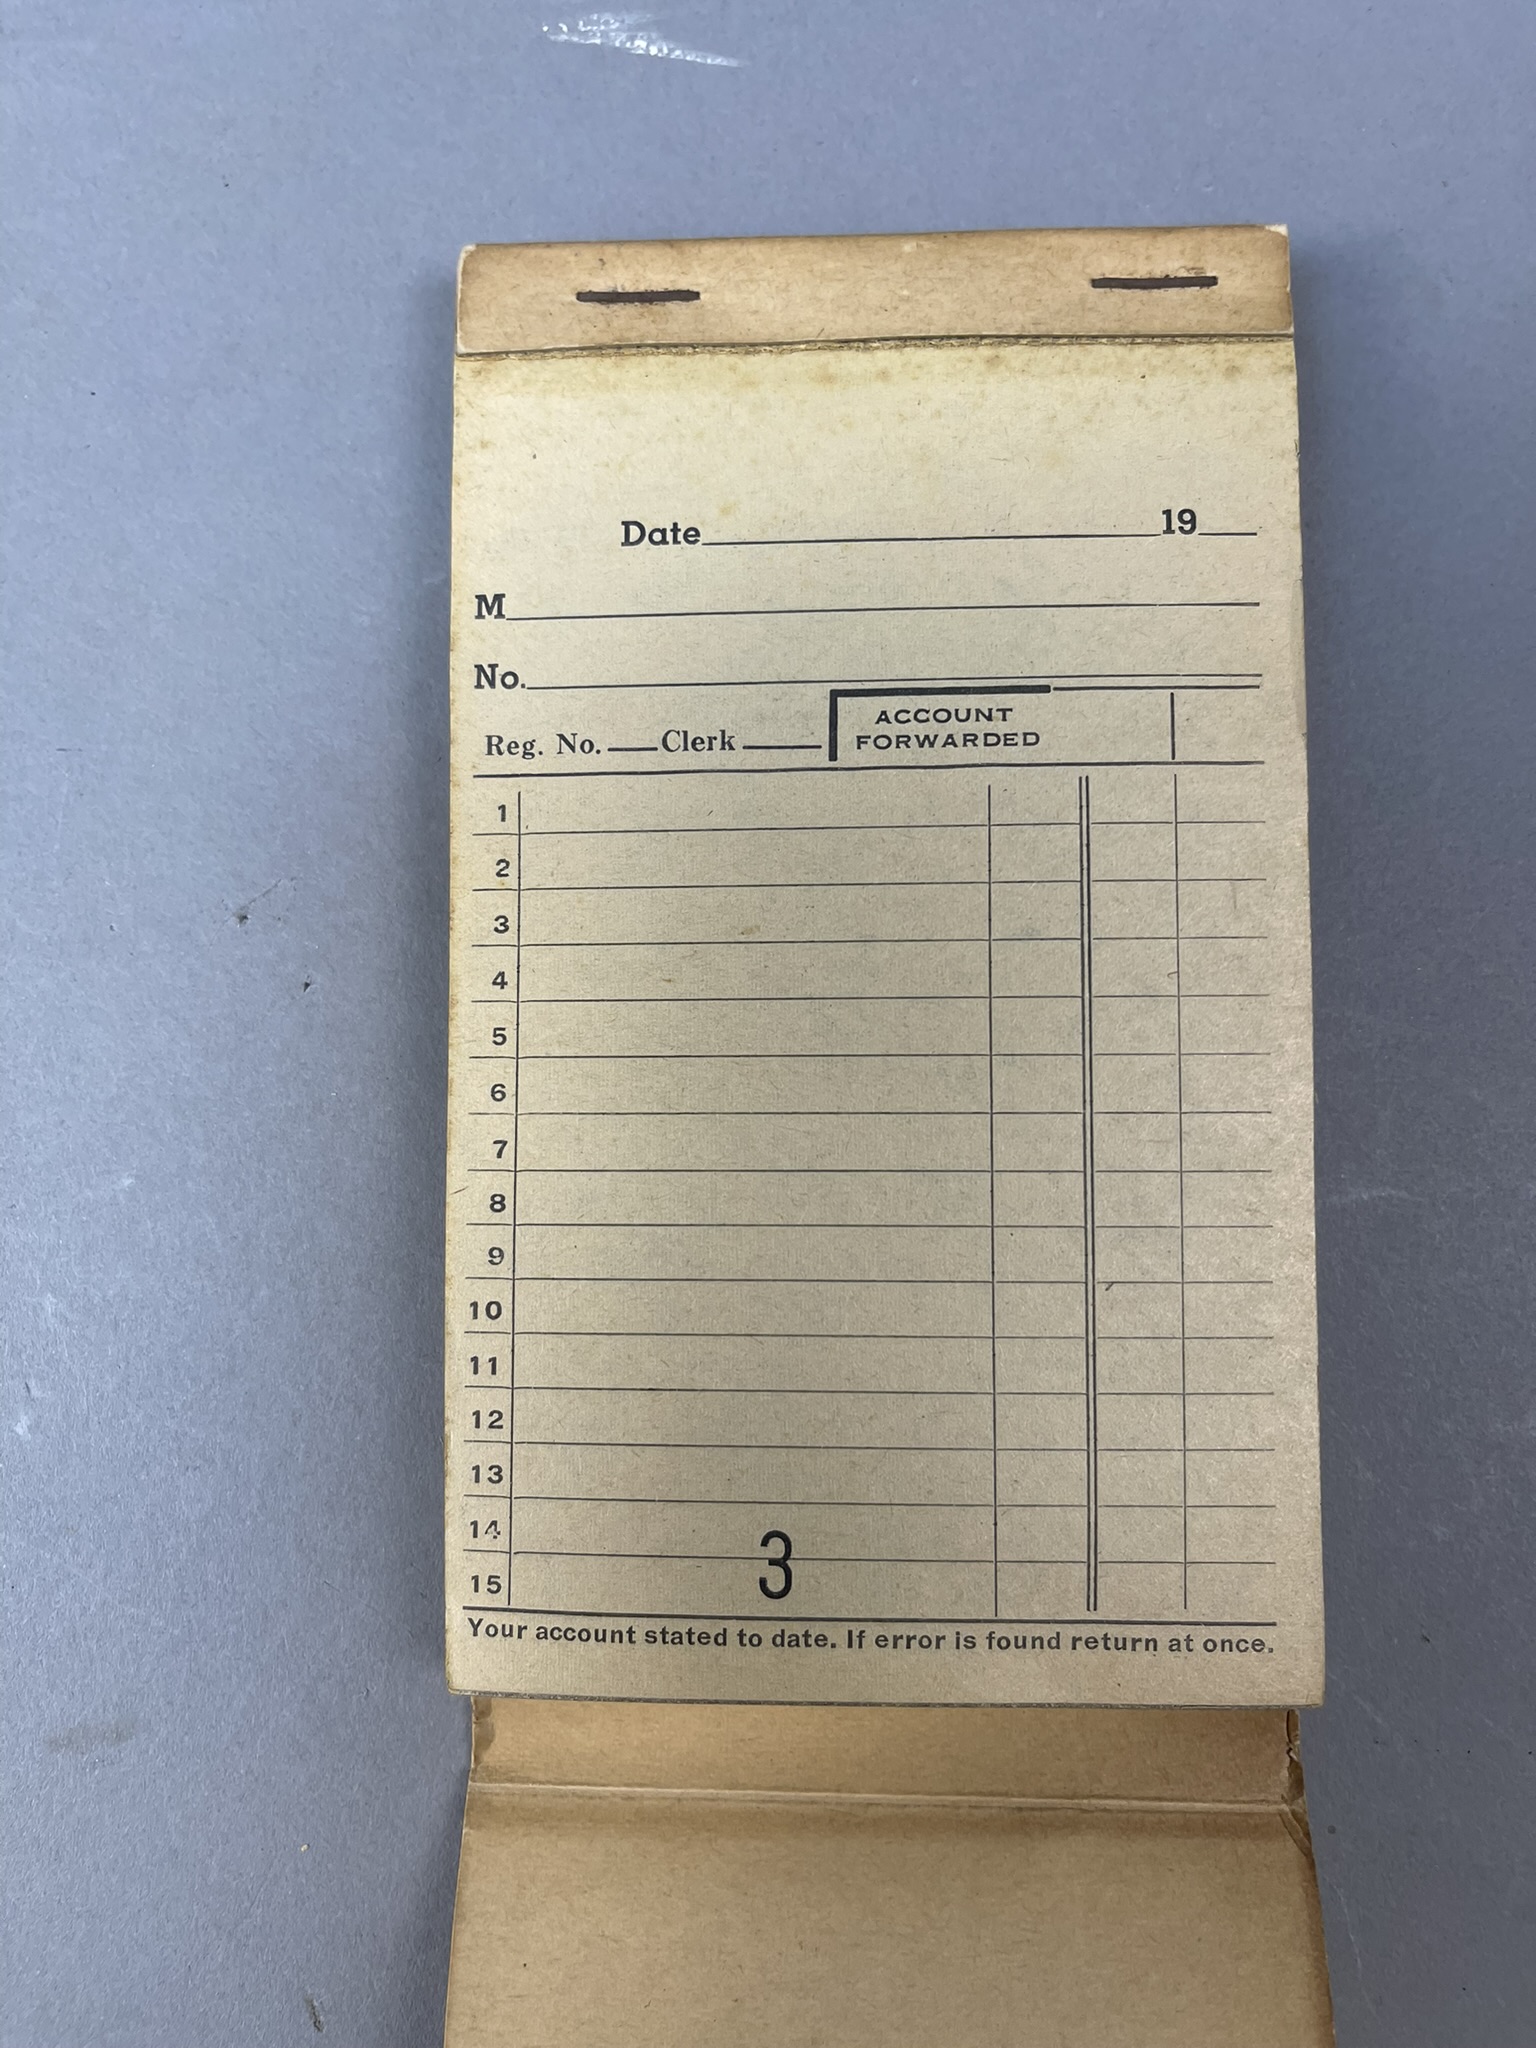 Date 19
M
No.
Reg. No. Clerk
ACCOUNT
FORWARDED
1
2
3
4
5
6
7
8
9
10
11
12
13
14
15
3
Your account stated to date. If error is found return at once.